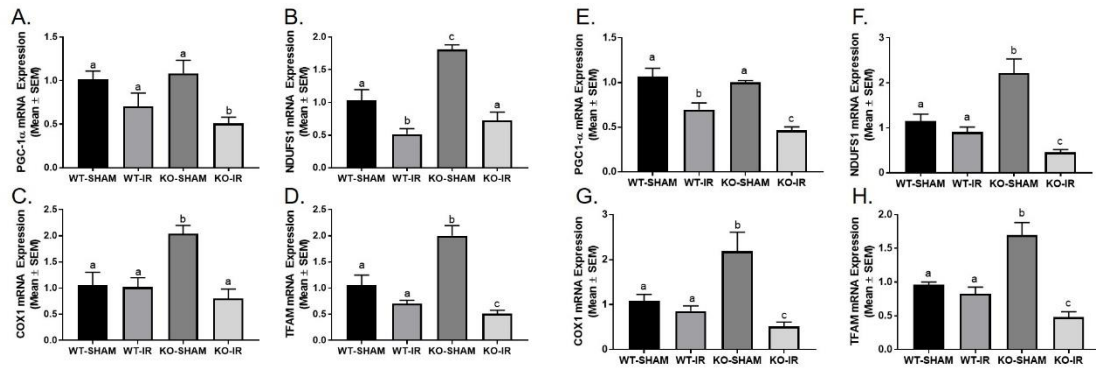 A.
PGC-1α mRNA Expression
(Mean ± SEM)
1.5
1.0
0.5
0.0
a
a
a
b
WT-SHAM WT-IR KO-SHAM KO-IR
B.
NDUFS1 mRNA Expression
(Mean ± SEM)
2.0
1.5
1.0
0.5
0.0
a
b
c
a
WT-SHAM WT-IR KO-SHAM KO-IR
E.
PGC1-α mRNA Expression
(Mean ± SEM)
1.5
1.0
0.5
0.0
a
b
a
c
WT-SHAM WT-IR KO-SHAM KO-IR
F.
NDUFS1 mRNA Expression
(Mean ± SEM)
3
2
1
0
a
a
b
c
WT-SHAM WT-IR KO-SHAM KO-IR
C.
COX1 mRNA Expression
(Mean ± SEM)
2.5
2.0
1.5
1.0
0.5
0.0
a
a
b
a
WT-SHAM WT-IR KO-SHAM KO-IR
D.
TFAM mRNA Expression
(Mean ± SEM)
2.5
2.0
1.5
1.0
0.5
0.0
a
a
b
c
WT-SHAM WT-IR KO-SHAM KO-IR
G.
COX1 mRNA Expression
(Mean ± SEM)
3
2
1
0
a
a
b
c
WT-SHAM WT-IR KO-SHAM KO-IR
H.
TFAM mRNA Expression
(Mean ± SEM)
2.0
1.5
1.0
0.5
0.0
a
a
b
c
WT-SHAM WT-IR KO-SHAM KO-IR